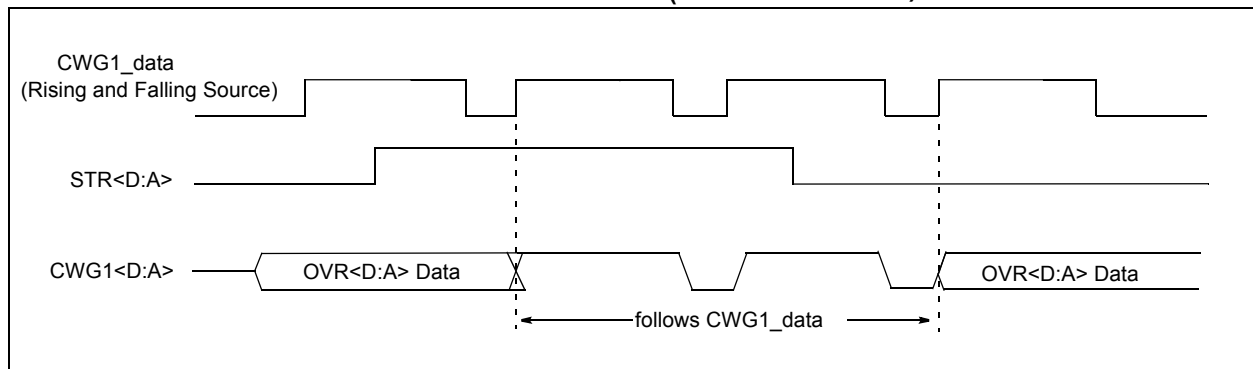 CWG1_data
(Rising and Falling Source)
STR<D:A>
CWG1<D:A>
OVR<D:A> Data
OVR<D:A> Data
follows CWG1_data